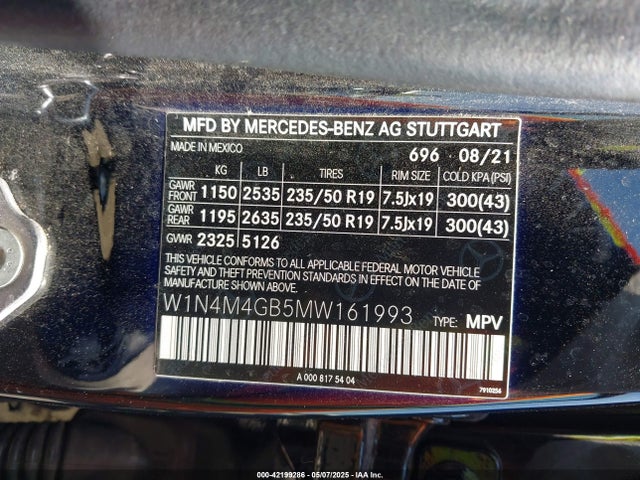 MFD BY MERCEDES-BENZ AG STUTTGART
MADE IN MEXICO 696 08/21
KG LB TIRES RIM SIZE COLD KPA (PSI)
GAWR FRONT 1150 2535 235/50 R19 7.5Jx19 300(43)
GAWR REAR 1195 2635 235/50 R19 7.5Jx19 300(43)
GVWR 2325 5126
THIS VEHICLE CONFORMS TO ALL APPLICABLE FEDERAL MOTOR VEHICLE
SAFETY AND THEFT PREVENTION STANDARDS IN EFFECT ON THE DATE
OF MANUFACTURE SHOWN ABOVE.
W1N4M4GB5MW161993 TYPE: MPV
A 000 817 54 04
7910256
000-42199286 - 05/07/2025 - IAA Inc.